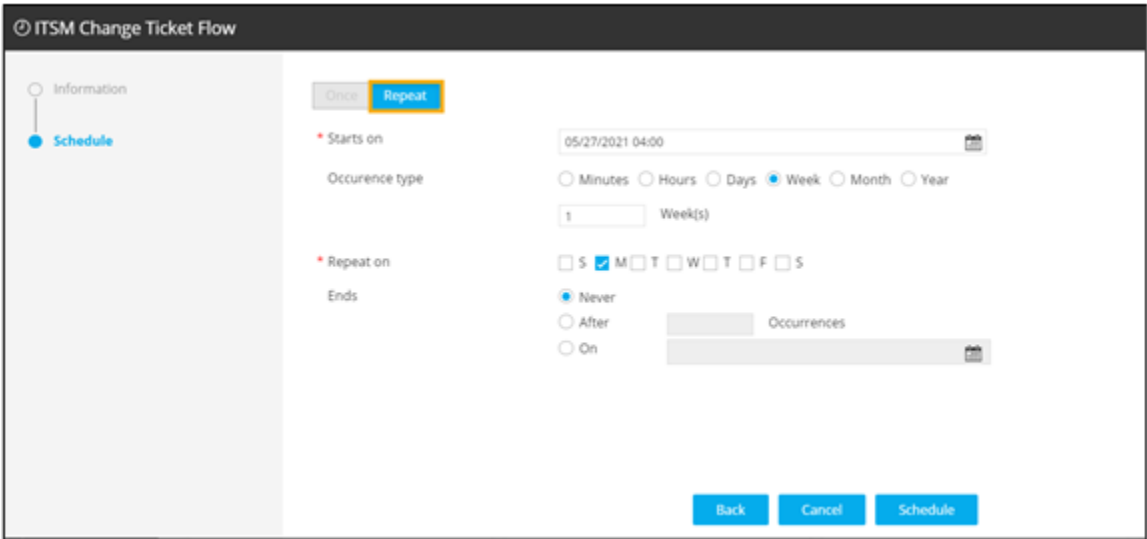 ITSM Change Ticket Flow
Information
Schedule
Once Repeat
* Starts on 05/27/2021 04:00
Occurence type Minutes Hours Days Week Month Year
1 Week(s)
* Repeat on S M T W T F S
Ends Never
After Occurrences
On
Back Cancel Schedule